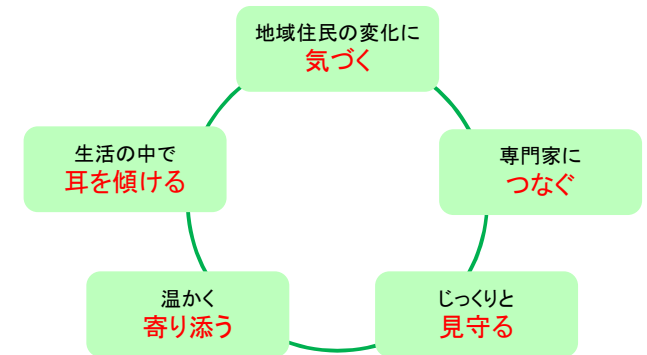 地域住民の変化に
気づく
専門家に
つなぐ
じっくりと
見守る
温かく
寄り添う
生活の中で
耳を傾ける